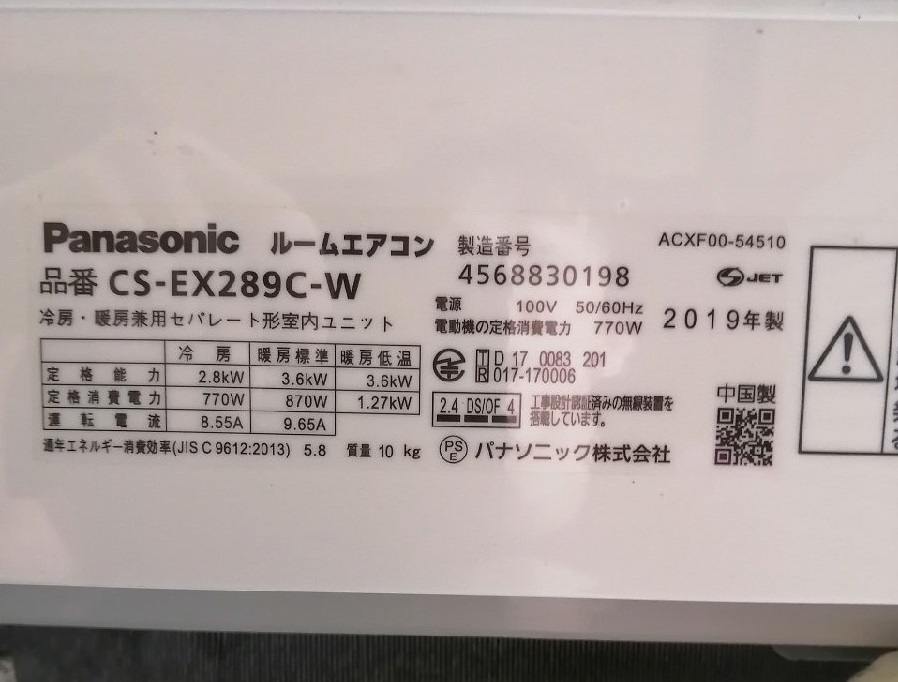 Panasonic ルームエアコン
品番 CS-EX289C-W
冷房・暖房兼用セパレート形室内ユニット
冷房 暖房標準 暖房低温
定格能力 2.8kW 3.6kW 3.6kW
定格消費電力 770W 870W 1.27kW
運転電流 8.55A 9.65A
通年エネルギー消費効率(JIS C 9612:2013) 5.8 質量 10 kg
製造番号
4568830198
電源 100V 50/60Hz
電動機の定格消費電力 770W
T D 17 0083 201
R 017-170006
2.4 DS/OF 4
工事設計認証済みの無線装置を
搭載しています。
PS
E
パナソニック株式会社
ACXF00-54510
JET
2019年製
中国製